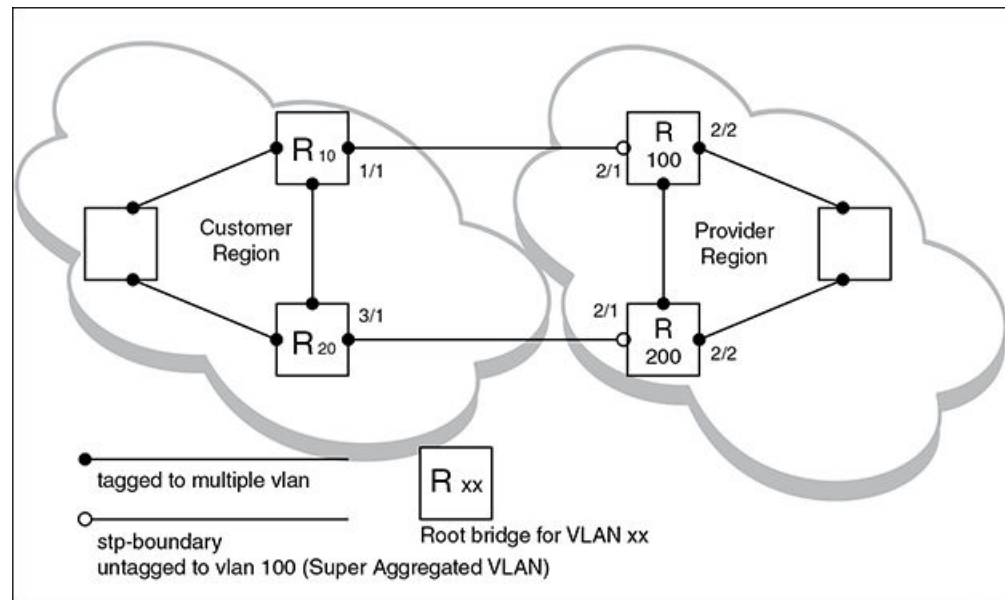 R 10
1/1
R
100
2/2
2/1
Customer
Region
Provider
Region
R 20
3/1
2/1
R
200
2/2
tagged to multiple vlan
R xx
Root bridge for VLAN xx
stp-boundary
untagged to vlan 100 (Super Aggregated VLAN)